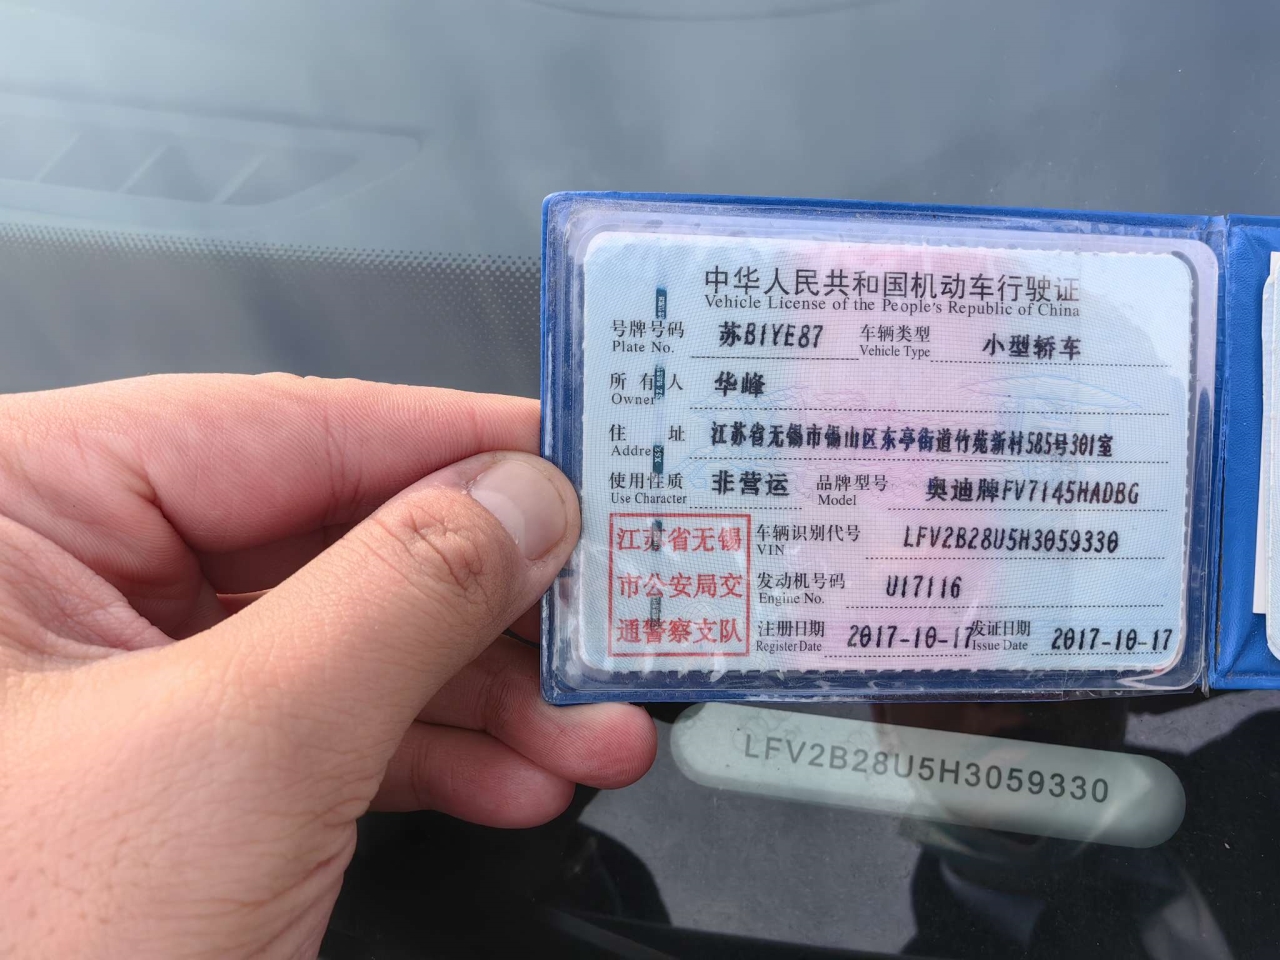 中华人民共和国机动车行驶证
Vehicle License of the People's Republic of China
号牌号码 苏B1YE87 车辆类型 小型轿车
Plate No. Vehicle Type
所有人 华峰
Owner
住址 江苏省无锡市锡山区东亭街道竹苑新村585号301室
Addre
使用性质 非营运 品牌型号 奥迪牌FV7145HADBG
Use Character Model
江苏省无锡
市公安局交
通警察支队
车辆识别代号 LFV2B28U5H3059330
VIN
发动机号码 U17116
Engine No.
注册日期 2017-10-17 发证日期 2017-10-17
Register Date Issue Date
LFV2B28U5H3059330